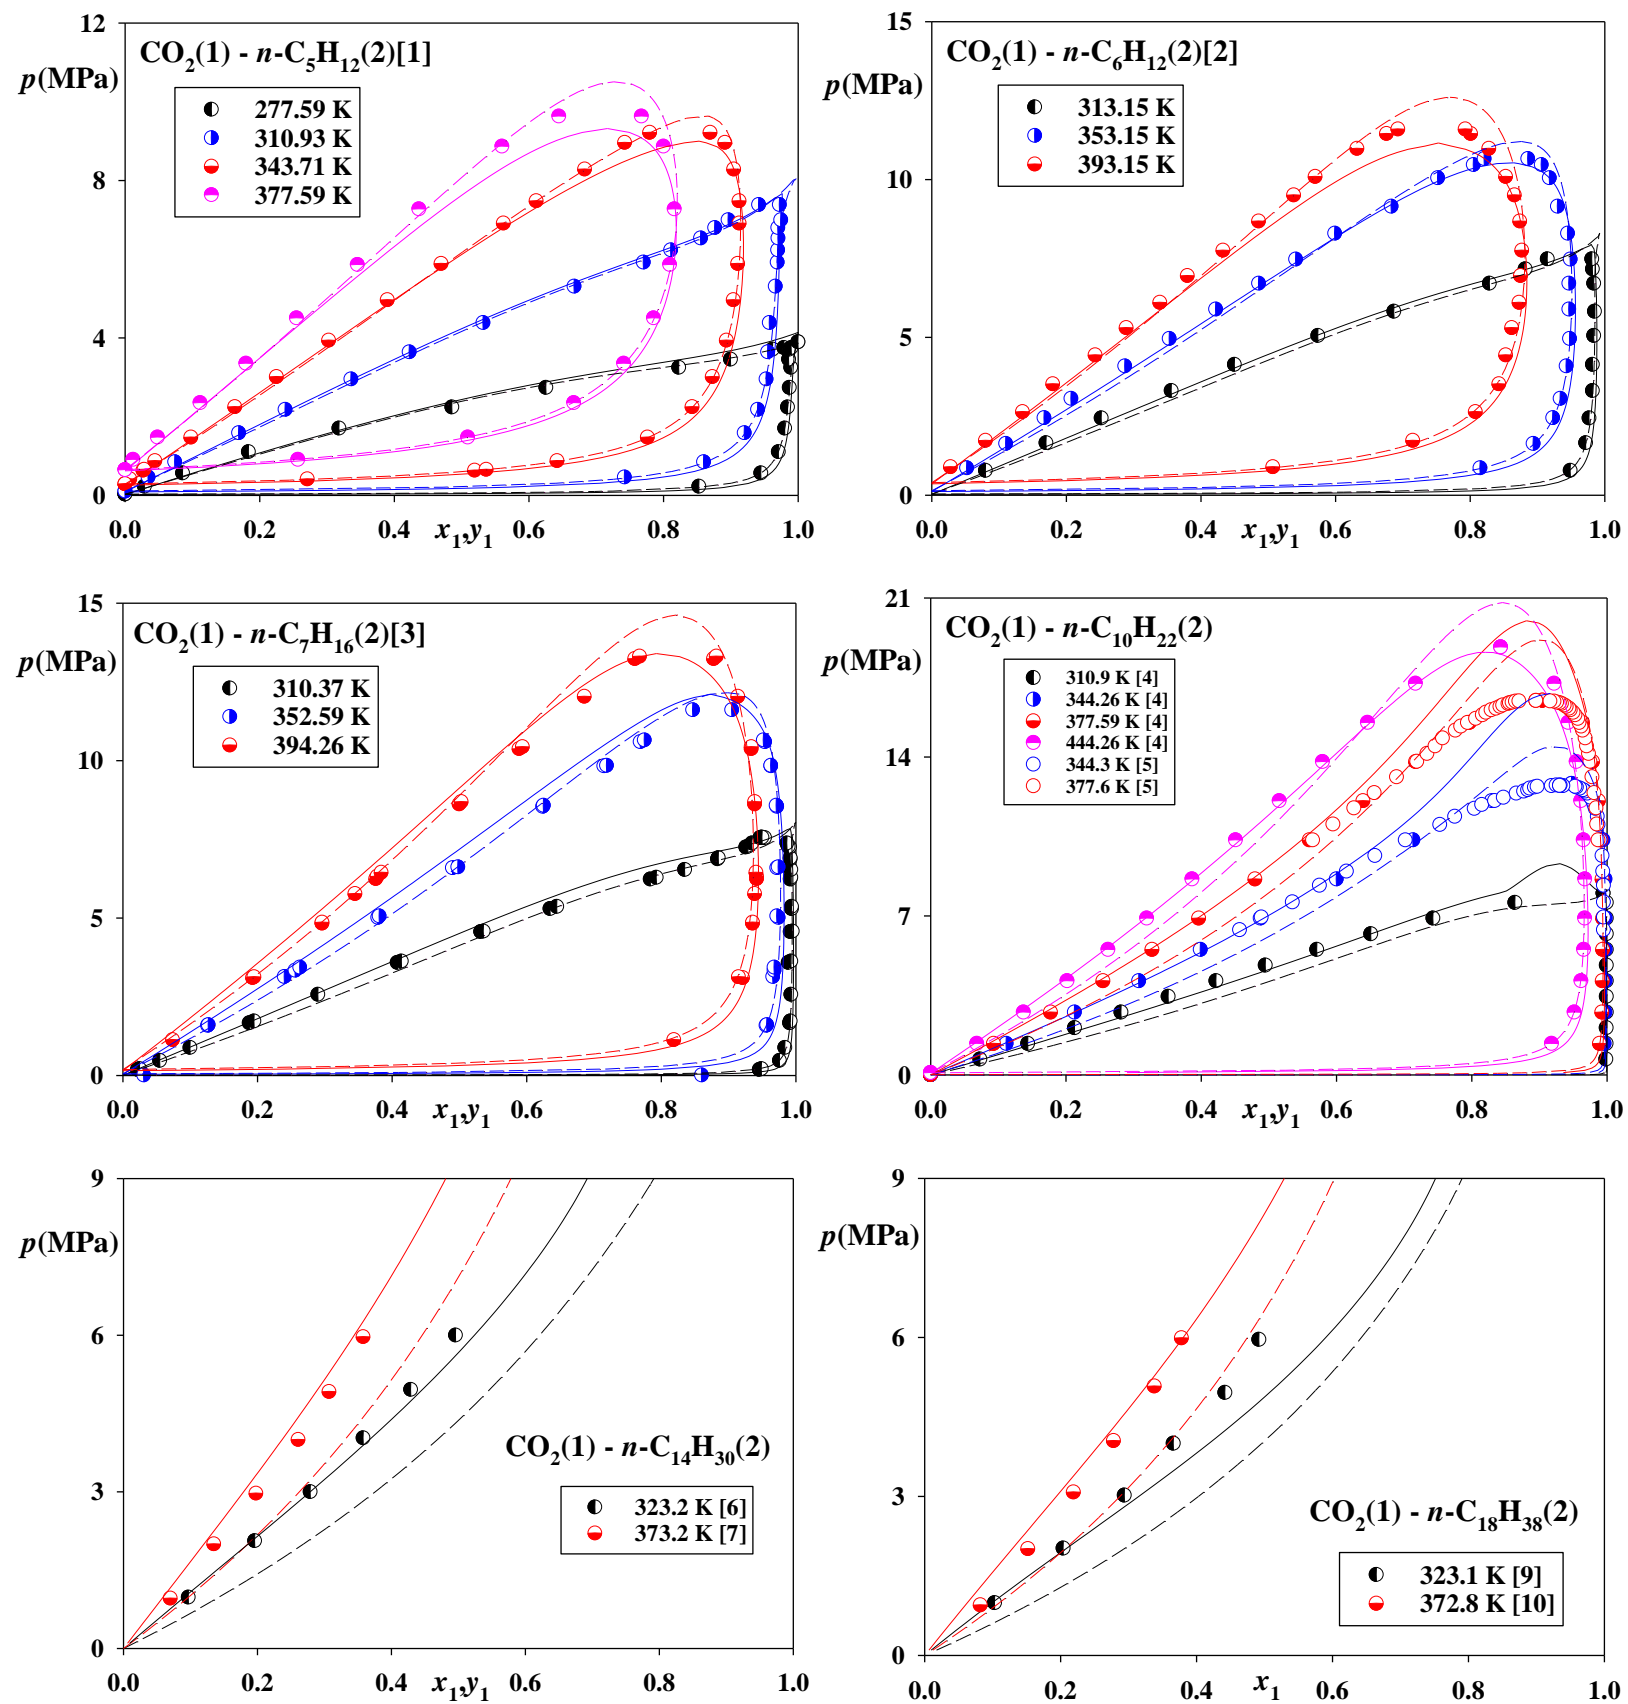 CO2(1) - n-C5H12(2)[1]
p(MPa)
277.59 K
310.93 K
343.71 K
377.59 K
12
8
4
0
0.0 0.2 0.4 0.6 0.8 1.0
x1,y1
CO2(1) - n-C6H12(2)[2]
p(MPa)
313.15 K
353.15 K
393.15 K
15
10
5
0
0.0 0.2 0.4 0.6 0.8 1.0
x1,y1
CO2(1) - n-C7H16(2)[3]
p(MPa)
310.37 K
352.59 K
394.26 K
15
10
5
0
0.0 0.2 0.4 0.6 0.8 1.0
x1,y1
CO2(1) - n-C10H22(2)
p(MPa)
310.9 K [4]
344.26 K [4]
377.59 K [4]
444.26 K [4]
344.3 K [5]
377.6 K [5]
21
14
7
0
0.0 0.2 0.4 0.6 0.8 1.0
x1,y1
9
p(MPa)
6
3
0
CO2(1) - n-C14H30(2)
323.2 K [6]
373.2 K [7]
0.0 0.2 0.4 0.6 0.8 1.0
x1,y1
9
p(MPa)
6
3
0
CO2(1) - n-C18H38(2)
323.1 K [9]
372.8 K [10]
0.0 0.2 0.4 0.6 0.8 1.0
x1